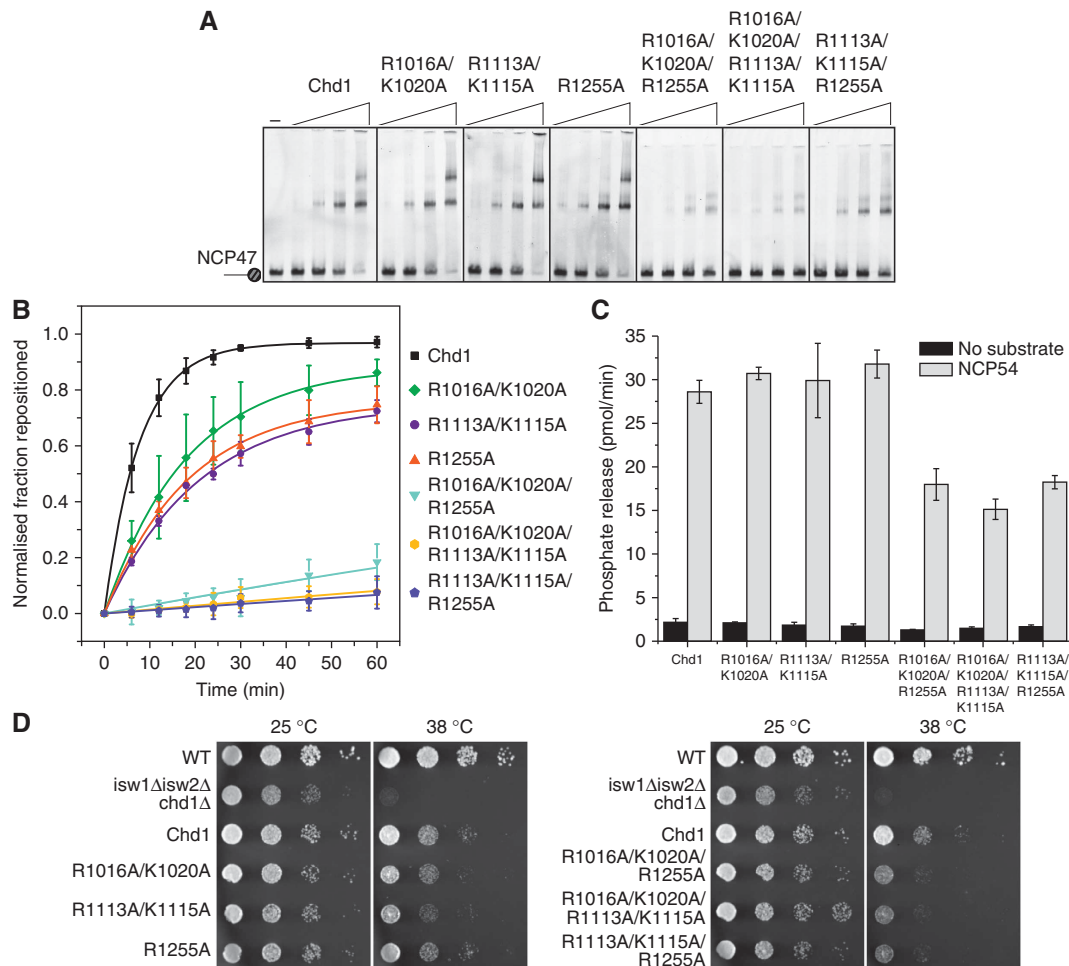 A
Chd1
R1016A/
K1020A
R1113A/
K1115A
R1255A
R1016A/
K1020A/
R1255A
R1016A/
K1020A/
R1113A/
K1115A
R1113A/
K1115A/
R1255A
–
NCP47
B
Normalised fraction repositioned
1.0
0.8
0.6
0.4
0.2
0.0
0 10 20 30 40 50 60
Time (min)
Chd1
R1016A/K1020A
R1113A/K1115A
R1255A
R1016A/K1020A/
R1255A
R1016A/K1020A/
R1113A/K1115A
R1113A/K1115A/
R1255A
C
Phosphate release (pmol/min)
35
30
25
20
15
10
5
0
No substrate
NCP54
Chd1
R1016A/
K1020A
R1113A/
K1115A
R1255A
R1016A/
K1020A/
R1255A
R1016A/
K1020A/
R1113A/
K1115A
R1113A/
K1115A/
R1255A
D
25 °C 38 °C
WT
isw1Δisw2Δ
chd1Δ
Chd1
R1016A/K1020A
R1113A/K1115A
R1255A
25 °C 38 °C
WT
isw1Δisw2Δ
chd1Δ
Chd1
R1016A/K1020A/
R1255A
R1016A/K1020A/
R1113A/K1115A
R1113A/K1115A/
R1255A